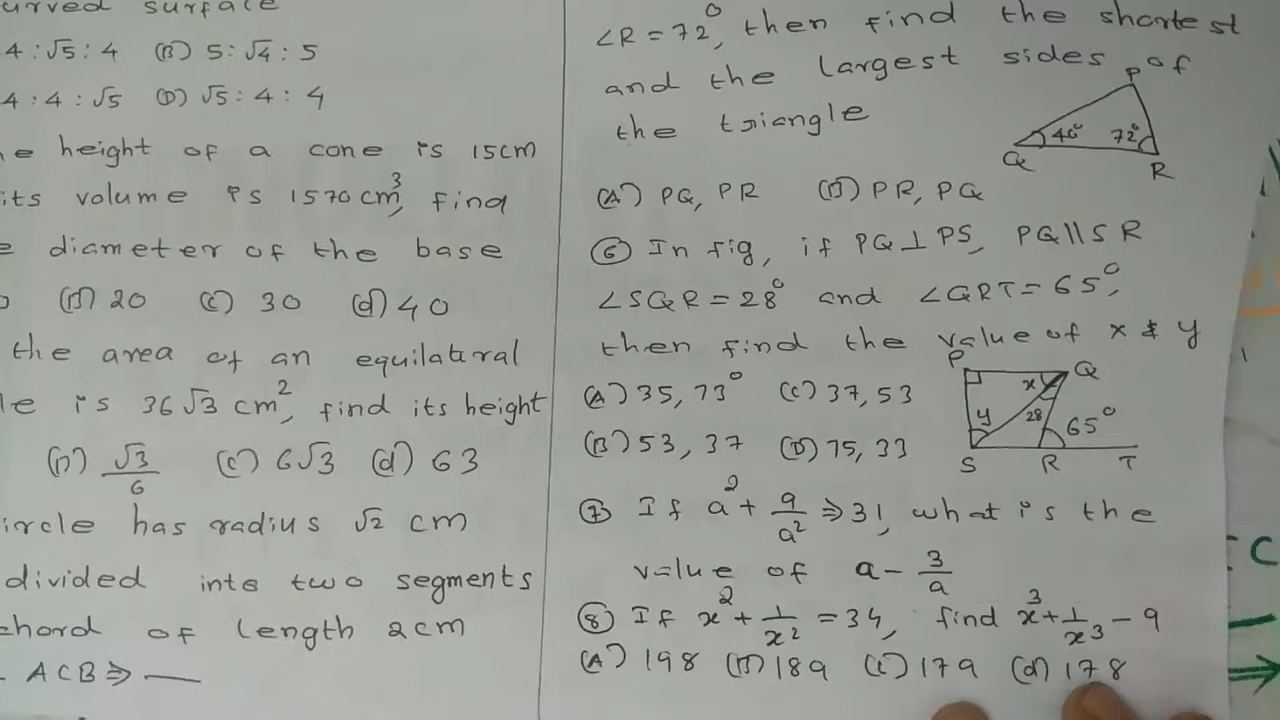 urved surface
4 : √5 : 4 (B) 5 : √4 : 5
4 : 4 : √5 (D) √5 : 4 : 4
height of a cone is 15cm
its volume is 1570 cm³, find
diameter of the base
(B) 20 (C) 30 (d) 40
the area of an equilateral
is 36√3 cm², find its height
(B) √3/6 (C) 6√3 (d) 63
ircle has radius √2 cm
divided into two segments
chord of length 2cm
ACB ⇒ —
∠R = 72°, then find the shortest
and the largest sides of
the triangle
P
40° 72°
Q R
(A) PQ, PR (B) PR, PQ
⑥ In fig, if PQ ⊥ PS, PQ || SR
∠SQR = 28° and ∠QRT = 65°,
then find the value of x & y
(A) 35, 73° (C) 37, 53
(B) 53, 37 (D) 75, 33
P Q
x
y 28 65°
S R T
⑦ If a² + 9/a² ⇒ 31, what is the
value of a - 3/a
⑧ If x² + 1/x² = 34, find x³ + 1/x³ - 9
(A) 198 (B) 189 (C) 179 (d) 178
C